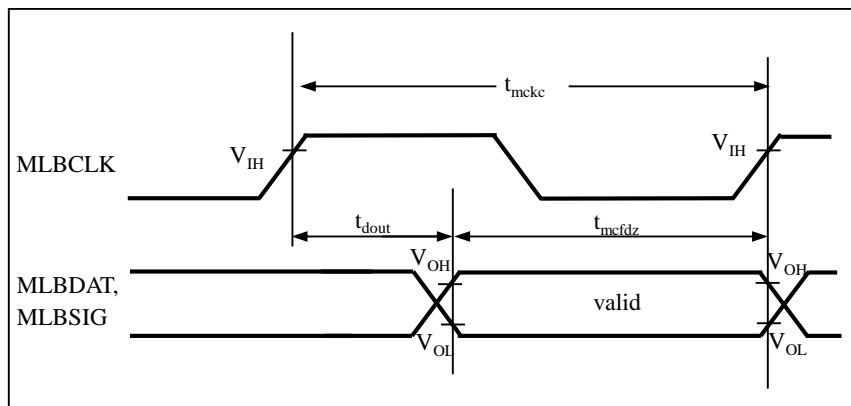 t_mckc
MLBCLK
V_IH
V_IH
t_dout
t_mcfdz
V_OH
V_OH
MLBDAT,
MLBSIG
valid
V_OL
V_OL